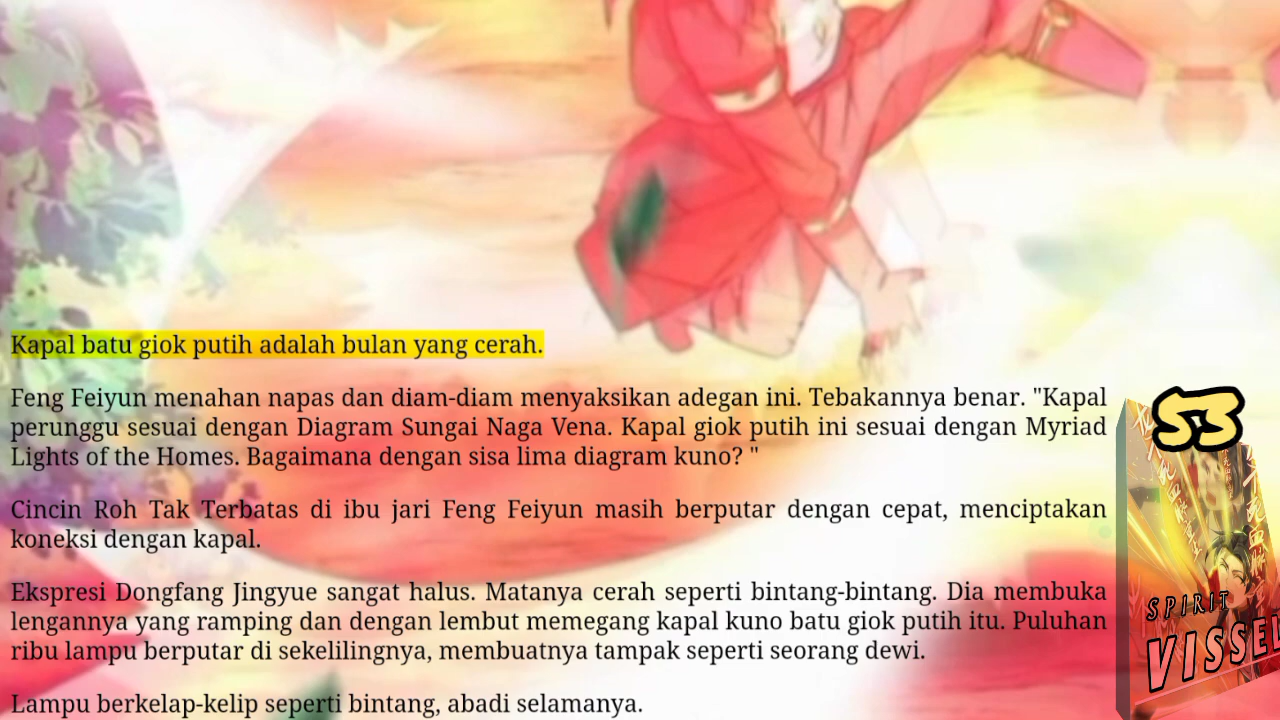 Kapal batu giok putih adalah bulan yang cerah.
Feng Feiyun menahan napas dan diam-diam menyaksikan adegan ini. Tebakannya benar. "Kapal
perunggu sesuai dengan Diagram Sungai Naga Vena. Kapal giok putih ini sesuai dengan Myriad
Lights of the Homes. Bagaimana dengan sisa lima diagram kuno? "
Cincin Roh Tak Terbatas di ibu jari Feng Feiyun masih berputar dengan cepat, menciptakan
koneksi dengan kapal.
Ekspresi Dongfang Jingyue sangat halus. Matanya cerah seperti bintang-bintang. Dia membuka
lengannya yang ramping dan dengan lembut memegang kapal kuno batu giok putih itu. Puluhan
ribu lampu berputar di sekelilingnya, membuatnya tampak seperti seorang dewi.
Lampu berkelap-kelip seperti bintang, abadi selamanya.
53
SPIRIT
VISSEL